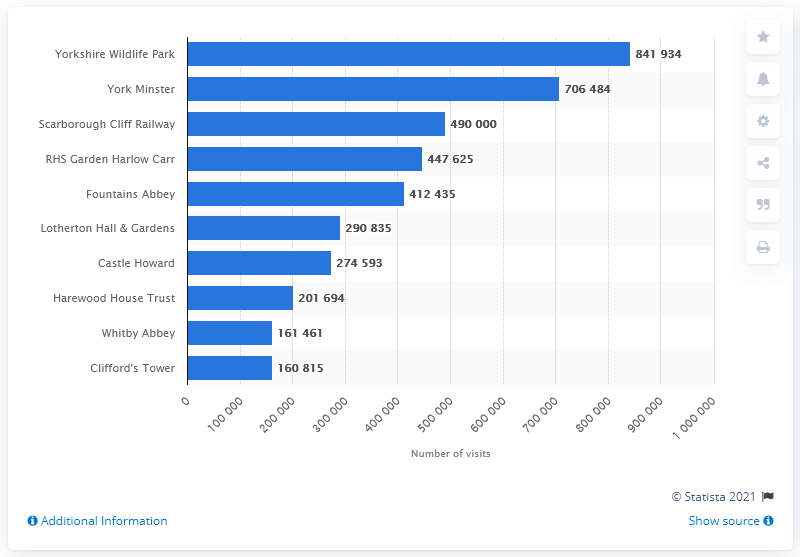 Yorkshire Wildlife Park 841 934
York Minster 706 484
Scarborough Cliff Railway 490 000
RHS Garden Harlow Carr 447 625
Fountains Abbey 412 435
Lotherton Hall & Gardens 290 835
Castle Howard 274 593
Harewood House Trust 201 694
Whitby Abbey 161 461
Clifford's Tower 160 815
0 100 000 200 000 300 000 400 000 500 000 600 000 700 000 800 000 900 000 1 000 000
Number of visits
© Statista 2021
Additional Information Show source